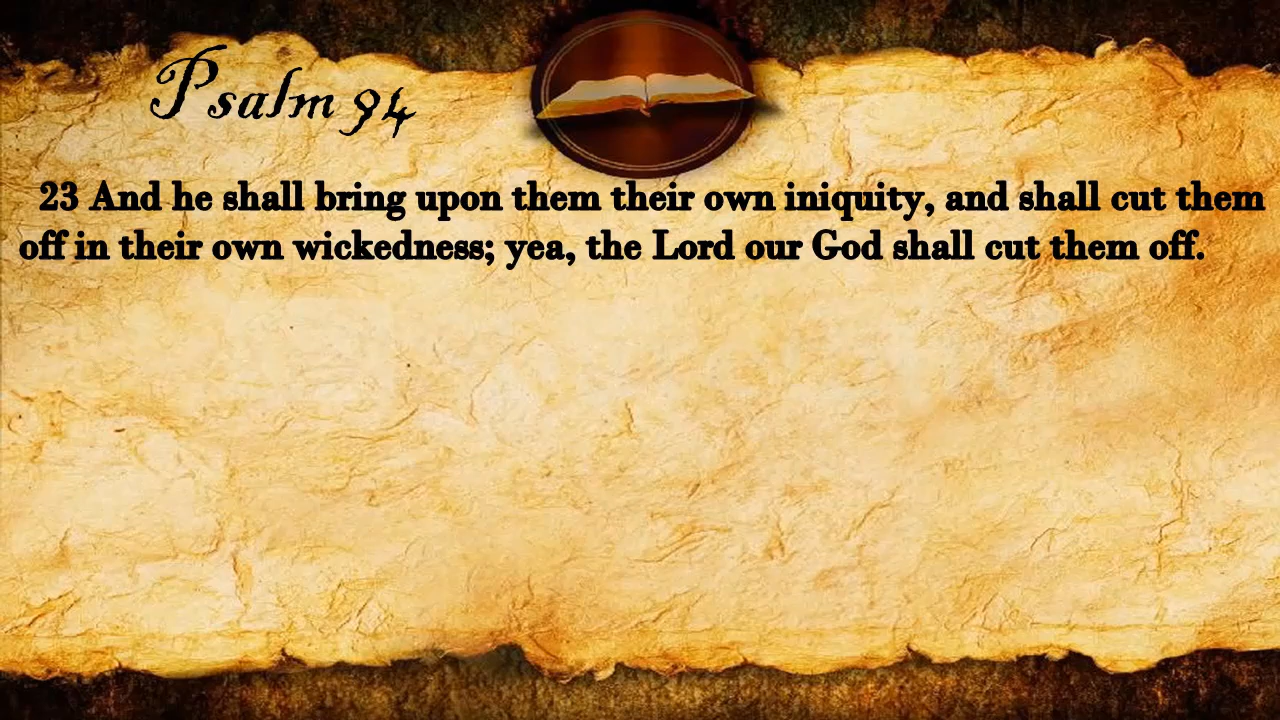 Psalm 94
23 And he shall bring upon them their own iniquity, and shall cut them
off in their own wickedness; yea, the Lord our God shall cut them off.